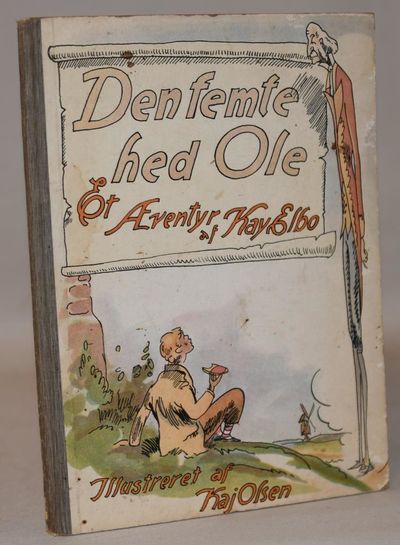 Den femte
hed Ole
Et Æventyr
af Kay Elbo
Illustreret af
Kaj Olsen